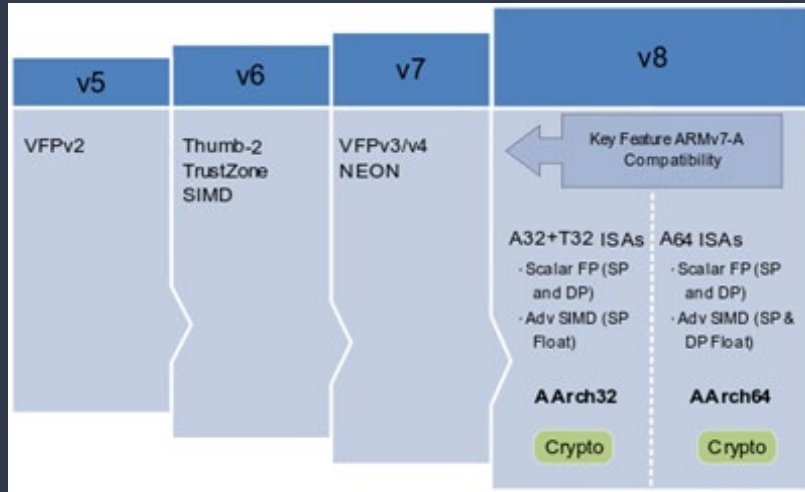 v5
VFPv2
v6
Thumb-2
TrustZone
SIMD
v7
VFPv3/v4
NEON
v8
Key Feature ARMv7-A
Compatibility
A32+T32 ISAs
· Scalar FP (SP
and DP)
· Adv SIMD (SP
Float)
AArch32
Crypto
A64 ISAs
· Scalar FP (SP
and DP)
· Adv SIMD (SP &
DP Float)
AArch64
Crypto